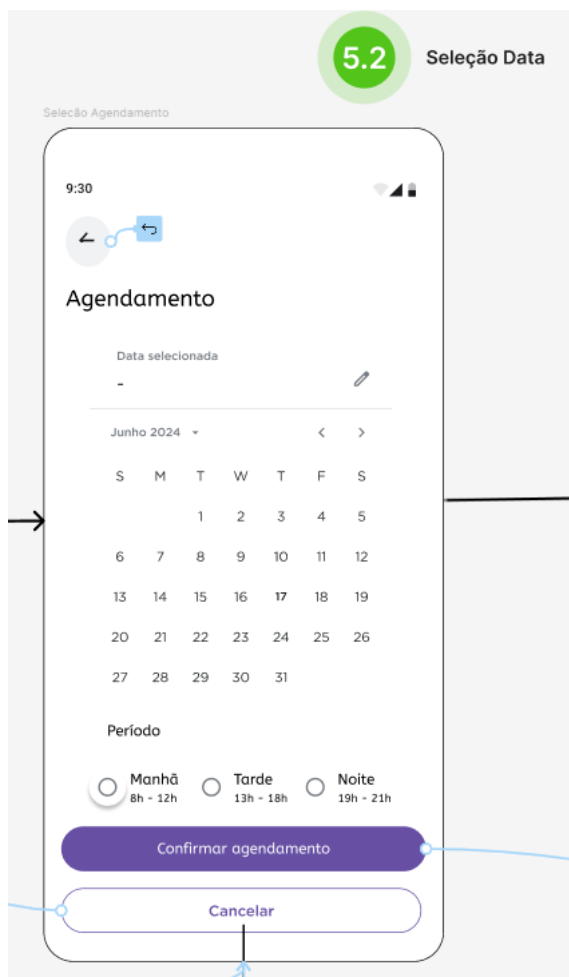 5.2 Seleção Data
Selecão Agendamento
9:30
Agendamento
Data selecionada
-
Junho 2024
S M T W T F S
1 2 3 4 5
6 7 8 9 10 11 12
13 14 15 16 17 18 19
20 21 22 23 24 25 26
27 28 29 30 31
Período
Manhã Tarde Noite
8h - 12h 13h - 18h 19h - 21h
Confirmar agendamento
Cancelar